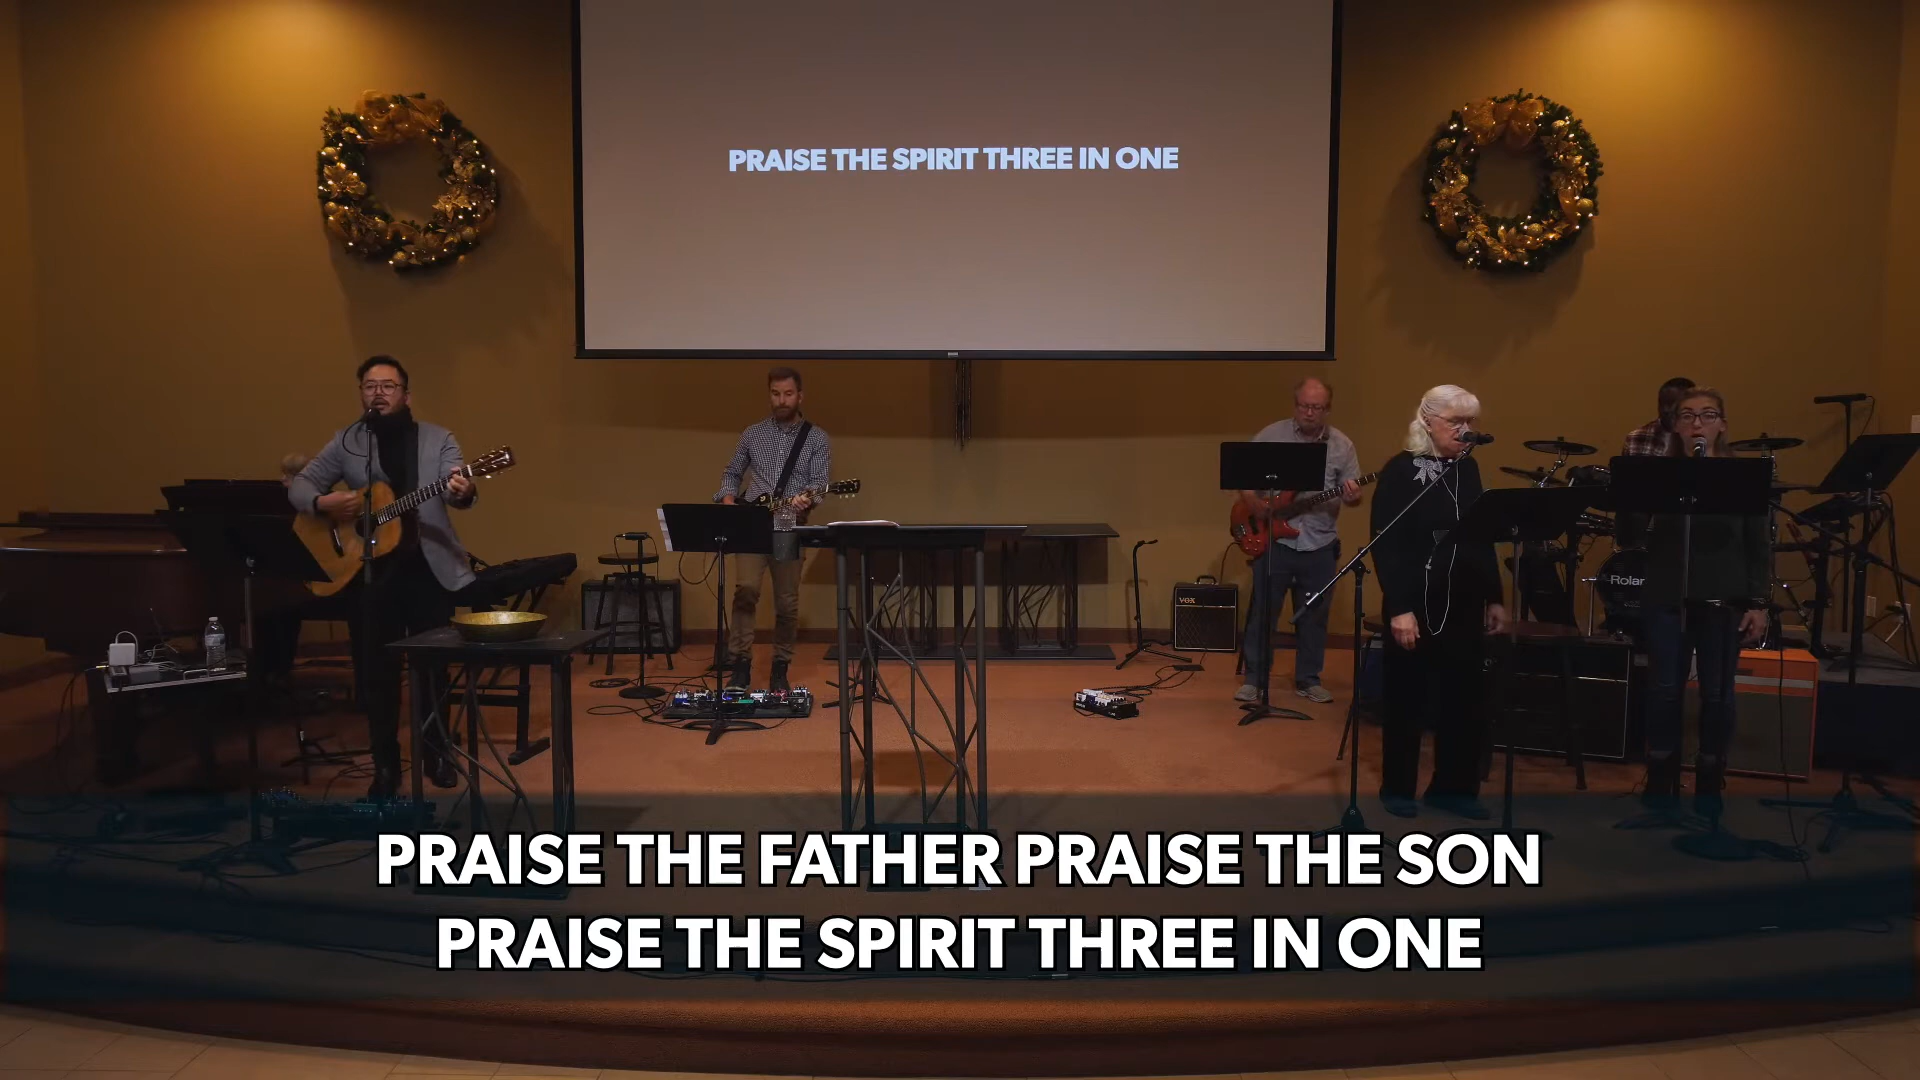 PRAISE THE SPIRIT THREE IN ONE
VOX
Roland
PRAISE THE FATHER PRAISE THE SON
PRAISE THE SPIRIT THREE IN ONE